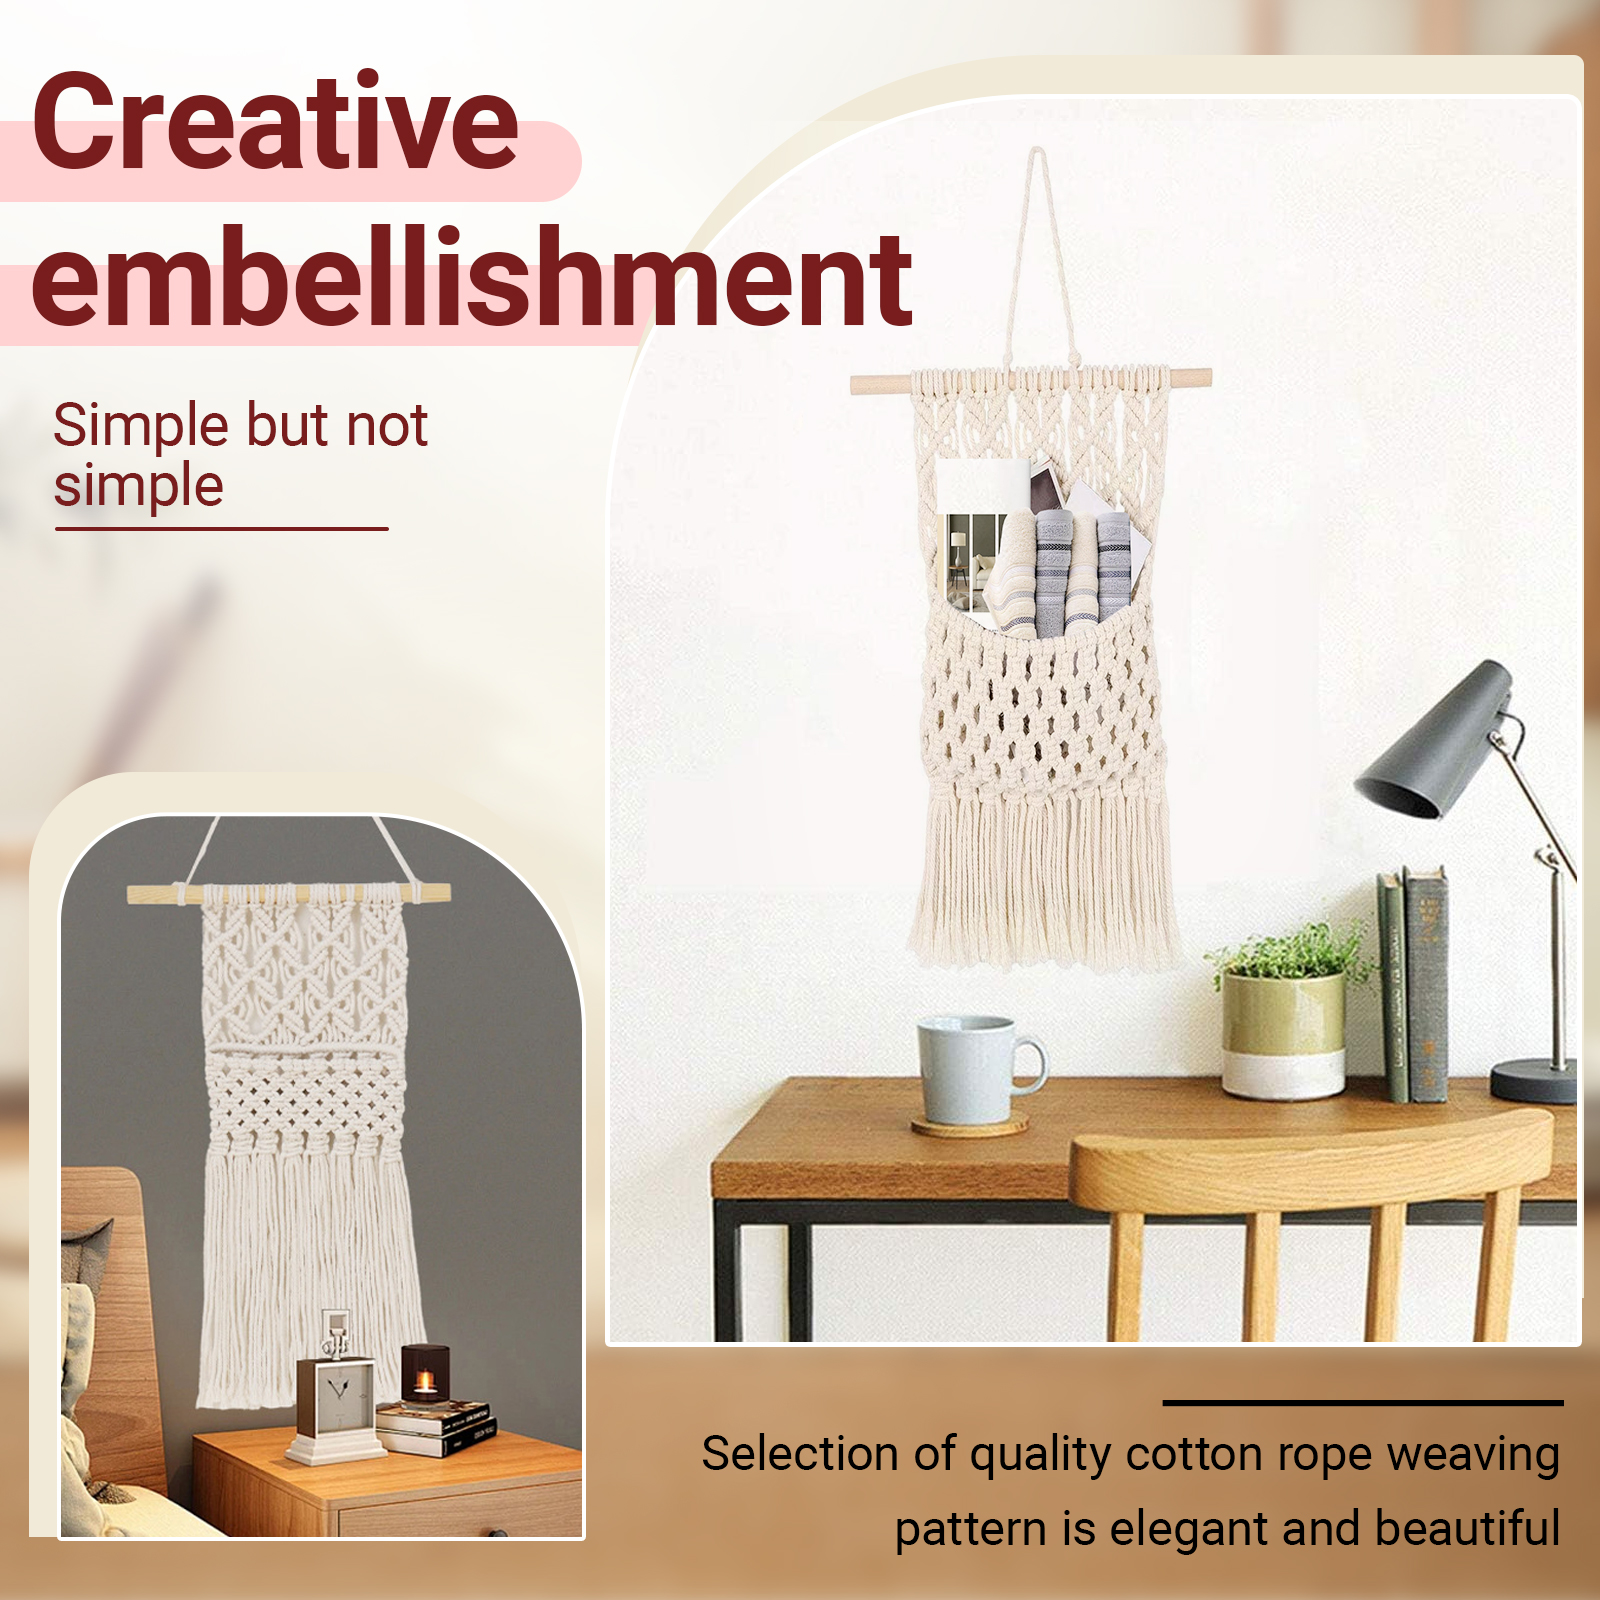 Creative
embellishment
Simple but not
simple
Selection of quality cotton rope weaving
pattern is elegant and beautiful